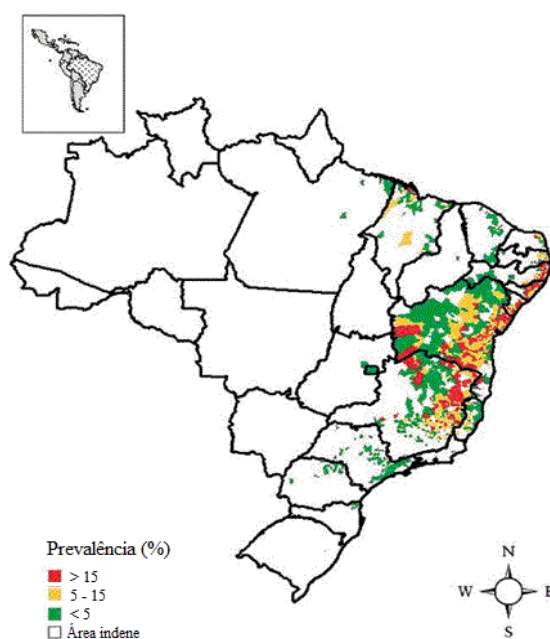 Prevalência (%)
> 15
5 - 15
< 5
Área indene
N
W
E
S